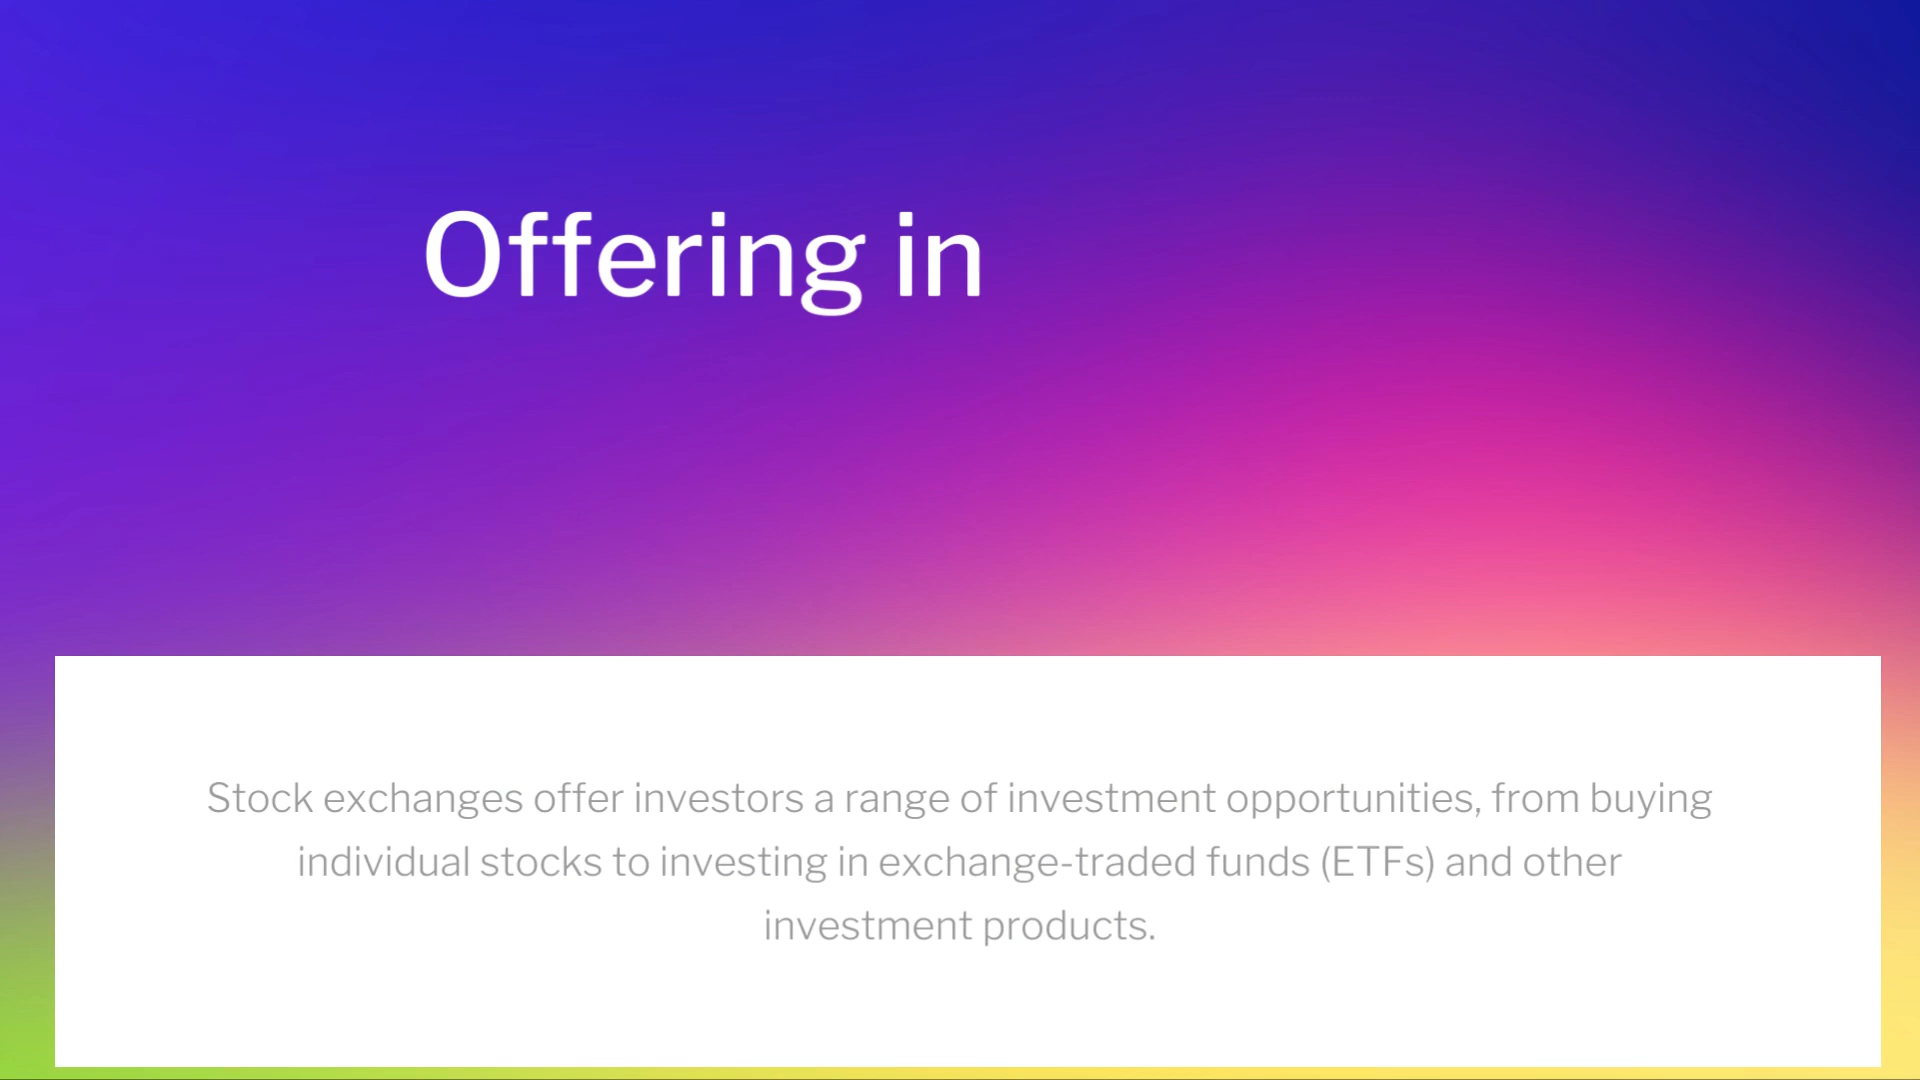 Offering in
Stock exchanges offer investors a range of investment opportunities, from buying
individual stocks to investing in exchange-traded funds (ETFs) and other
investment products.